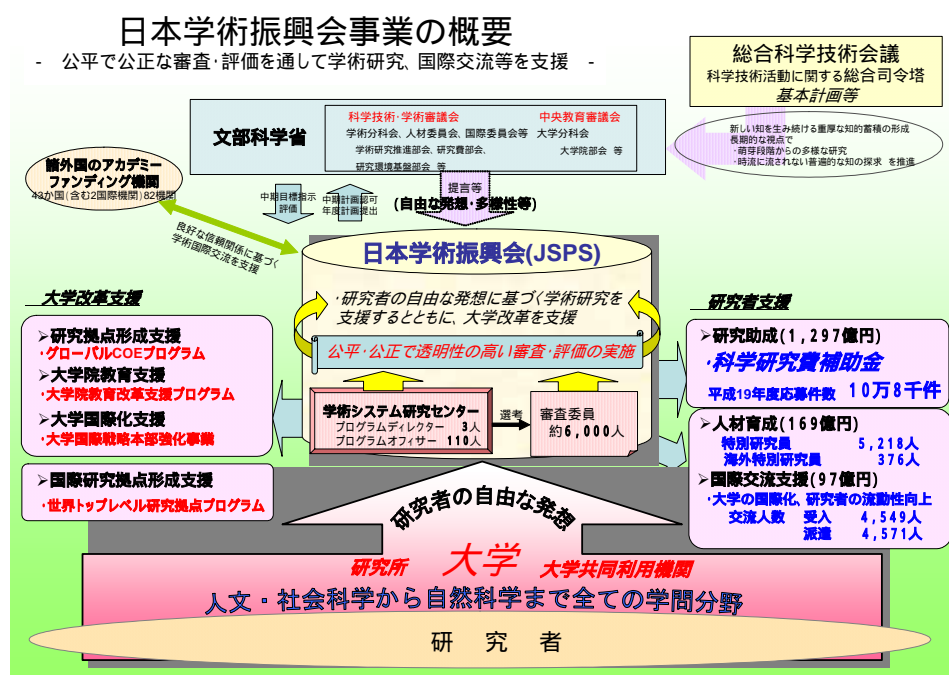 日本学術振興会事業の概要
- 公平で公正な審査･評価を通して学術研究、国際交流等を支援 -
総合科学技術会議
科学技術活動に関する総合司令塔
基本計画等
文部科学省
科学技術・学術審議会
学術分科会、人材委員会、国際委員会等
学術研究推進部会、研究費部会、
研究環境基盤部会 等
中央教育審議会
大学分科会
大学院部会 等
新しい知を生み続ける重厚な知的蓄積の形成
長期的な視点で
・萌芽段階からの多様な研究
・時流に流されない普遍的な知の探求 を推進
諸外国のアカデミー
ファンディング機関
43か国(含む2国際機関)82機関
中期目標指示
評価
中期計画認可
年度計画提出
提言等
(自由な発想・多様性等)
良好な信頼関係に基づく
学術国際交流を支援
日本学術振興会(JSPS)
・研究者の自由な発想に基づく学術研究を
支援するとともに、大学改革を支援
公平・公正で透明性の高い審査・評価の実施
学術システム研究センター
プログラムディレクター 3人
プログラムオフィサー 110人
選考
審査委員
約6,000人
大学改革支援
➢研究拠点形成支援
・グローバルCOEプログラム
➢大学院教育支援
・大学院教育改革支援プログラム
➢大学国際化支援
・大学国際戦略本部強化事業
➢国際研究拠点形成支援
・世界トップレベル研究拠点プログラム
研究者支援
➢研究助成(1,297億円)
・科学研究費補助金
平成19年度応募件数 10万8千件
➢人材育成(169億円)
特別研究員 5,218人
海外特別研究員 376人
➢国際交流支援(97億円)
・大学の国際化、研究者の流動性向上
交流人数 受入 4,549人
派遣 4,571人
研究者の自由な発想
研究所 大学 大学共同利用機関
人文・社会科学から自然科学まで全ての学問分野
研 究 者